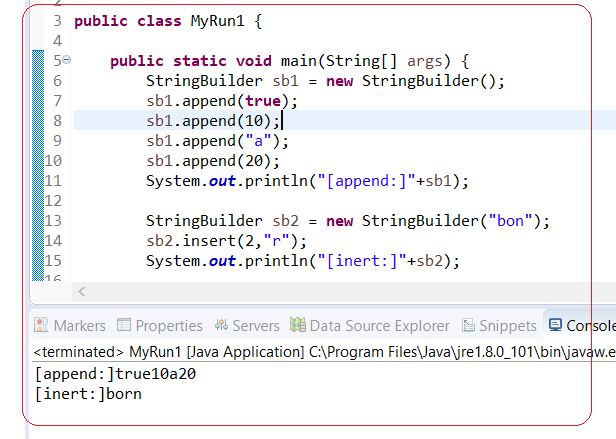 3 public class MyRun1 {
4
5 public static void main(String[] args) {
6 StringBuilder sb1 = new StringBuilder();
7 sb1.append(true);
8 sb1.append(10);
9 sb1.append("a");
10 sb1.append(20);
11 System.out.println("[append:]"+sb1);
12
13 StringBuilder sb2 = new StringBuilder("bon");
14 sb2.insert(2,"r");
15 System.out.println("[inert:]"+sb2);
Markers Properties Servers Data Source Explorer Snippets Console
<terminated> MyRun1 [Java Application] C:\Program Files\Java\jre1.8.0_101\bin\javaw.e
[append:]true10a20
[inert:]born